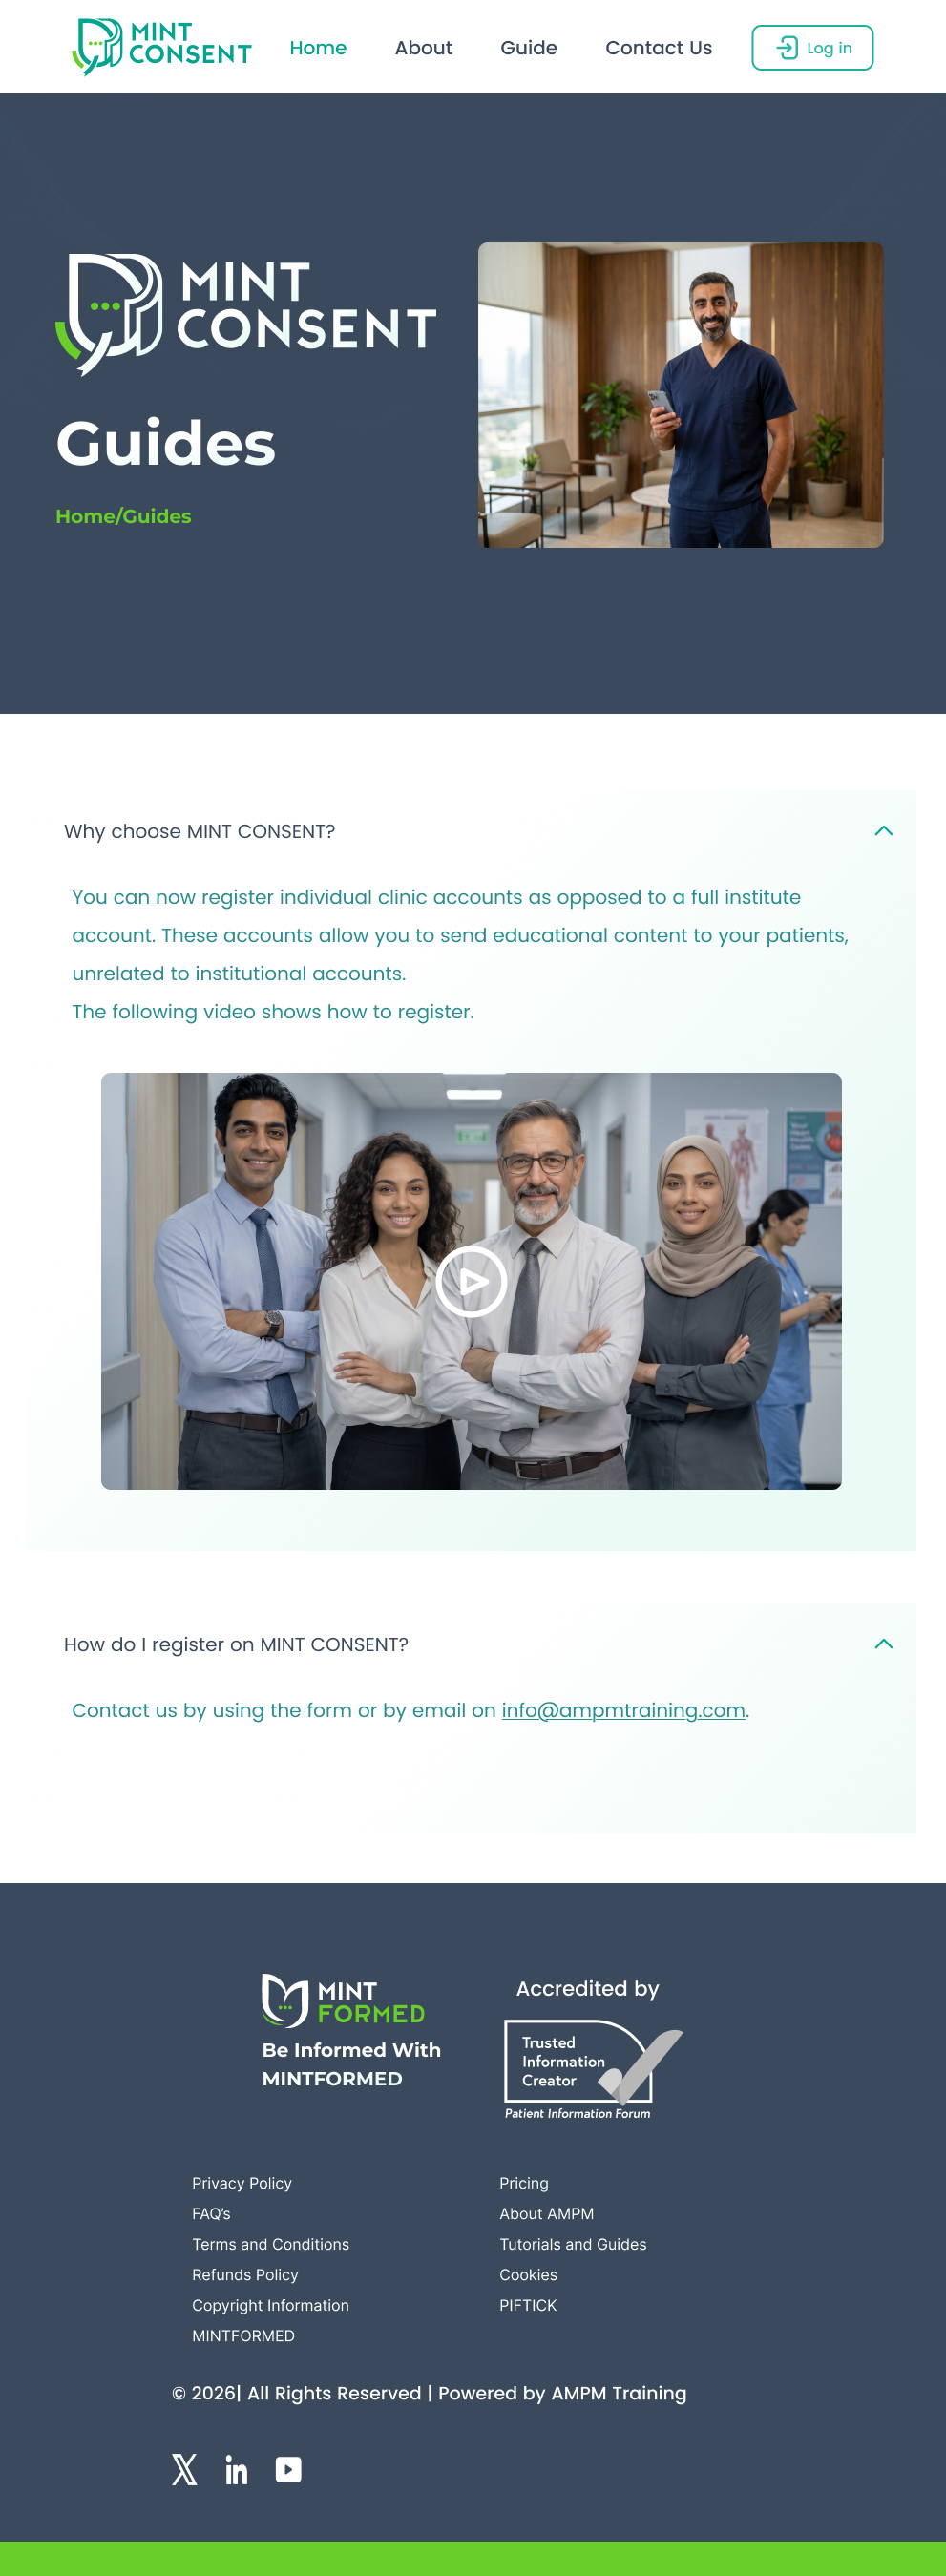 MINT
CONSENT
Home
About
Guide
Contact Us
Log in
MINT
CONSENT
Guides
Home/Guides
Why choose MINT CONSENT?
You can now register individual clinic accounts as opposed to a full institute
account. These accounts allow you to send educational content to your patients,
unrelated to institutional accounts.
The following video shows how to register.
How do I register on MINT CONSENT?
Contact us by using the form or by email on info@ampmtraining.com.
MINT
FORMED
Be Informed With
MINTFORMED
Accredited by
Trusted
Information
Creator
Patient Information Forum
Privacy Policy
FAQ's
Terms and Conditions
Refunds Policy
Copyright Information
MINTFORMED
Pricing
About AMPM
Tutorials and Guides
Cookies
PIFTICK
© 2026| All Rights Reserved | Powered by AMPM Training